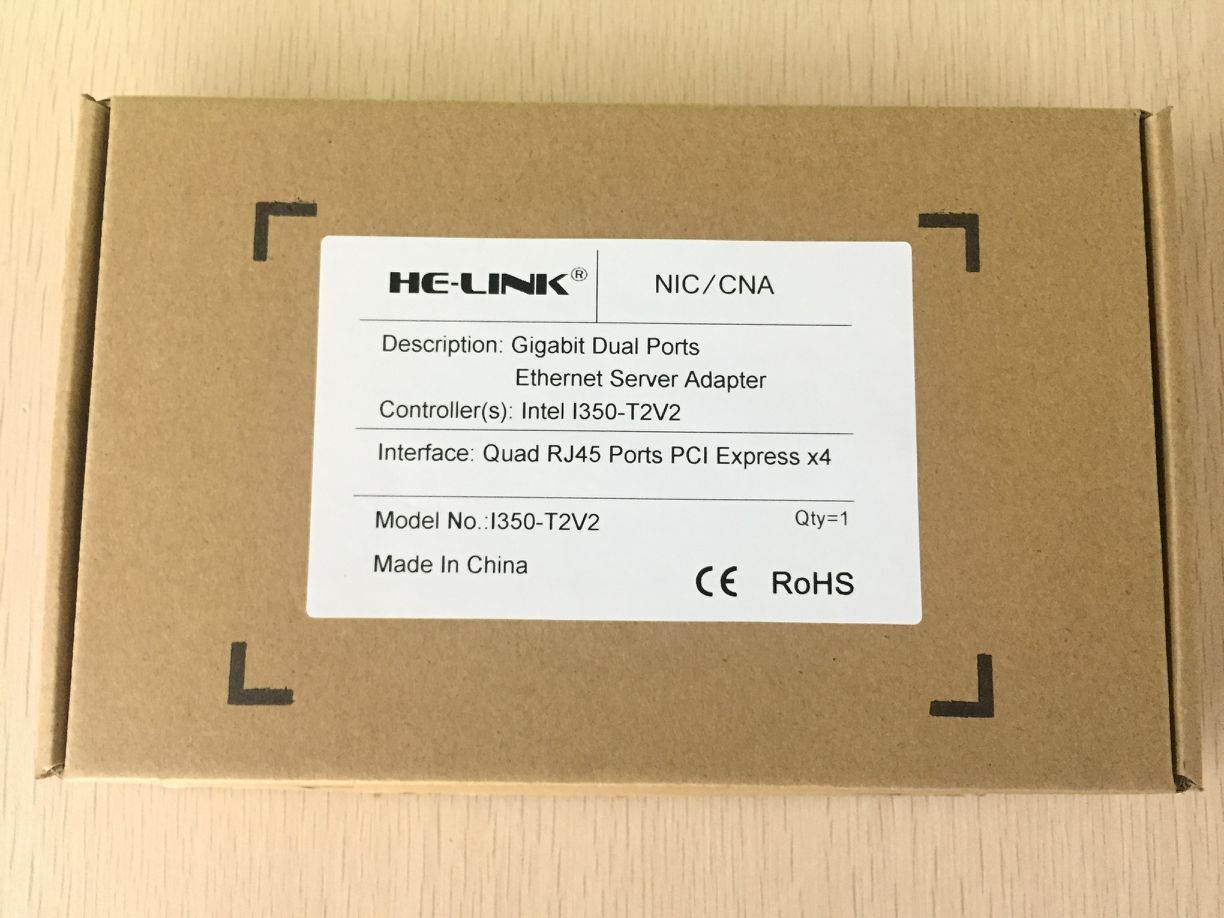 HE-LINK® NIC/CNA
Description: Gigabit Dual Ports
Ethernet Server Adapter
Controller(s): Intel I350-T2V2
Interface: Quad RJ45 Ports PCI Express x4
Model No.:I350-T2V2 Qty=1
Made In China
CE RoHS